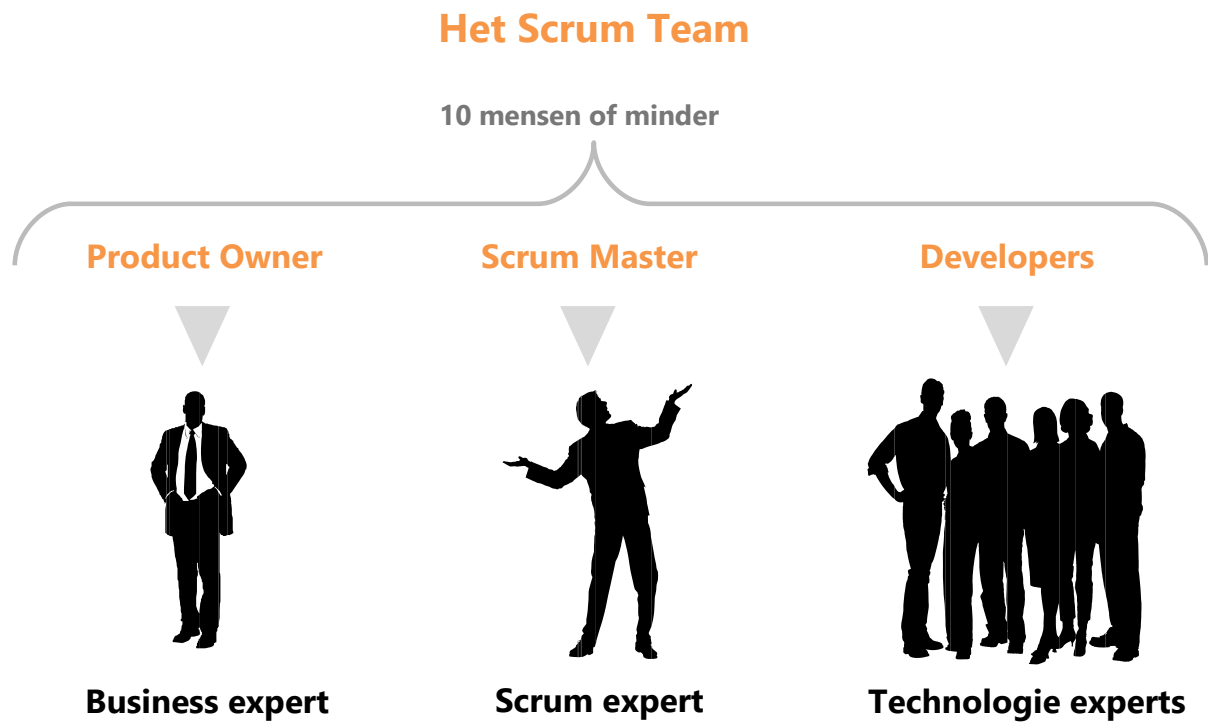 Het Scrum Team
10 mensen of minder
Product Owner
Scrum Master
Developers
Business expert
Scrum expert
Technologie experts